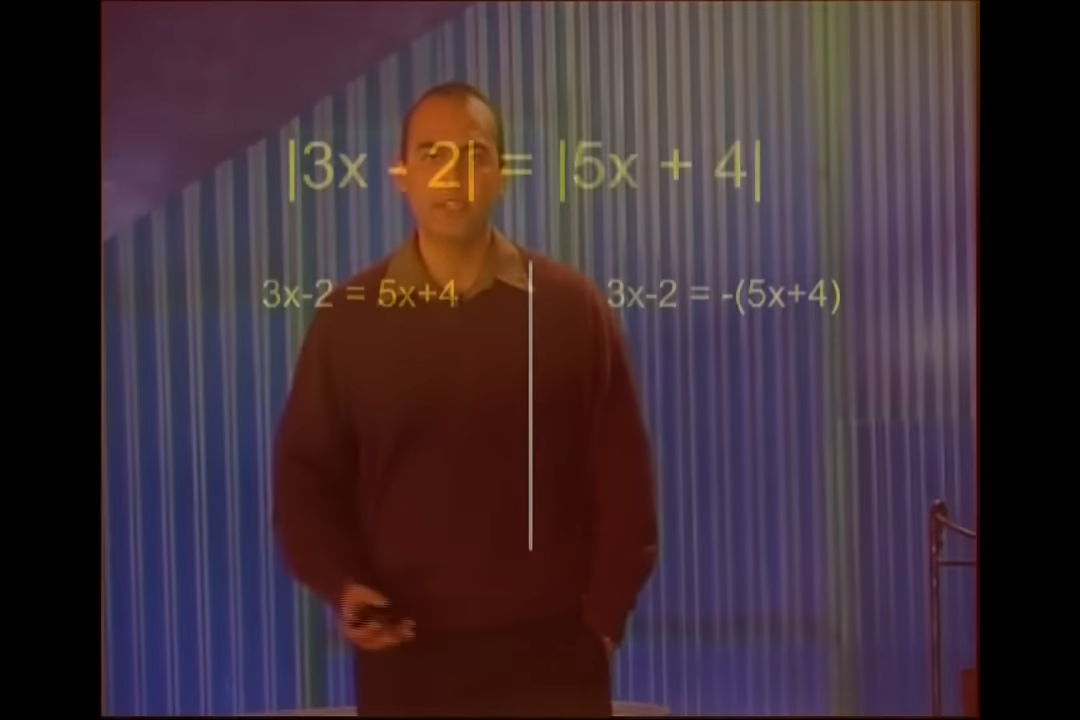 |3x - 2| = |5x + 4|
3x-2 = 5x+4
3x-2 = -(5x+4)